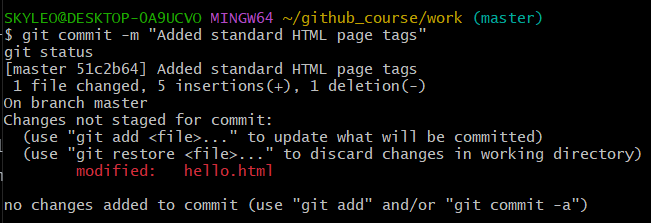 SKYLEO@DESKTOP-0A9UCVO MINGW64 ~/github_course/work (master)
$ git commit -m "Added standard HTML page tags"
git status
[master 51c2b64] Added standard HTML page tags
 1 file changed, 5 insertions(+), 1 deletion(-)
On branch master
Changes not staged for commit:
  (use "git add <file>..." to update what will be committed)
  (use "git restore <file>..." to discard changes in working directory)
        modified:   hello.html

no changes added to commit (use "git add" and/or "git commit -a")